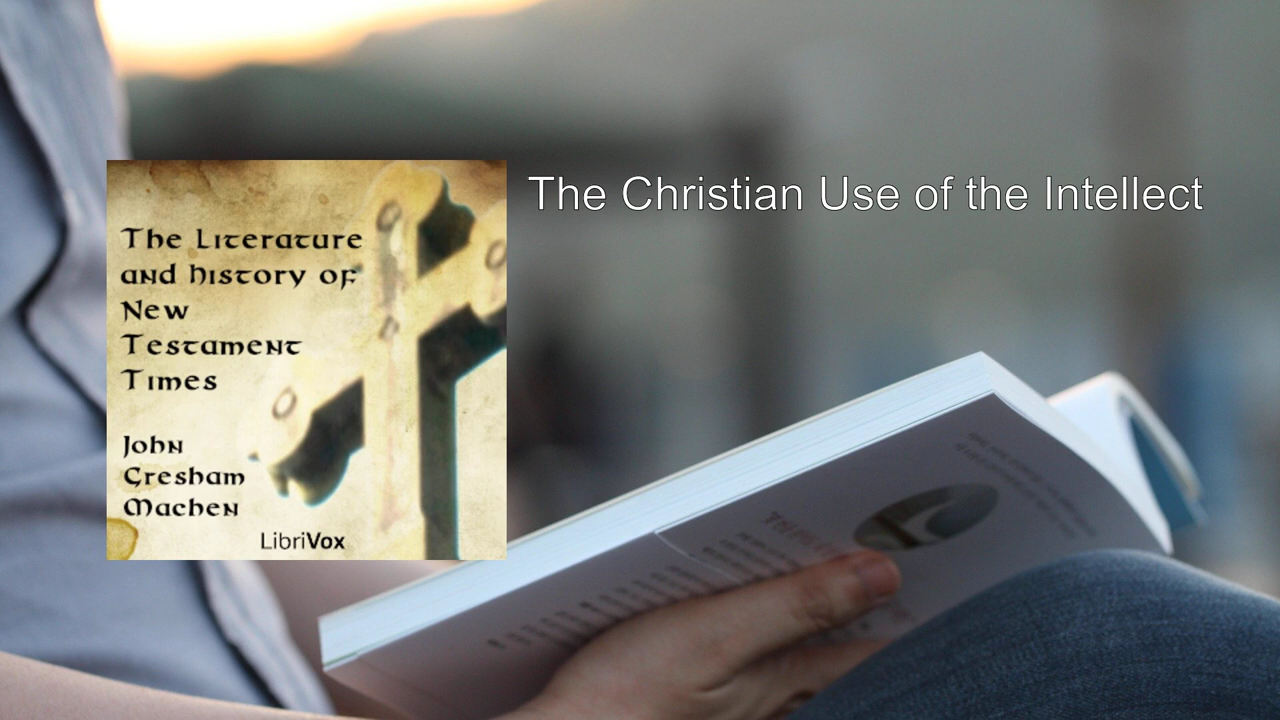 The Christian Use of the Intellect
The Literature
and History of
New
Testament
Times
John
Gresham
Machen
LibriVox